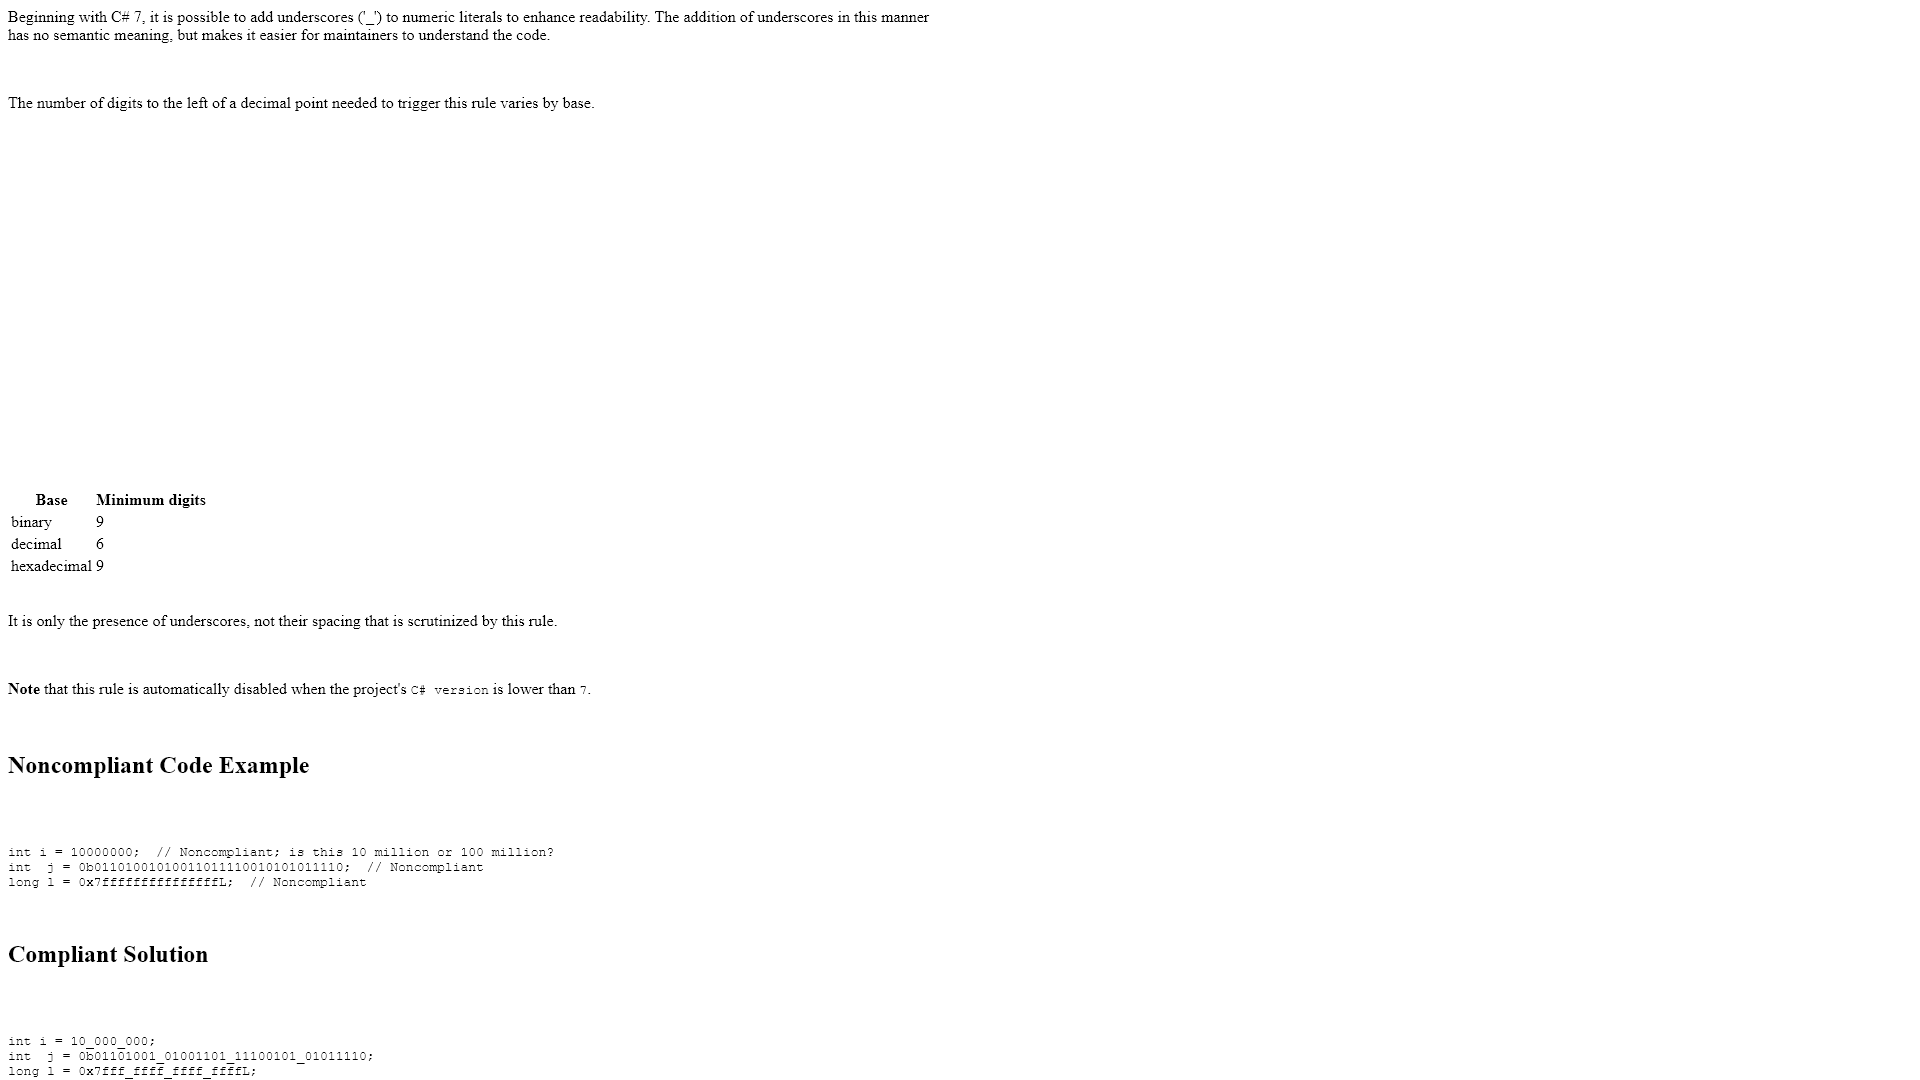 Beginning with C# 7, it is possible to add underscores ('_') to numeric literals to enhance readability. The addition of underscores in this manner
has no semantic meaning, but makes it easier for maintainers to understand the code.
The number of digits to the left of a decimal point needed to trigger this rule varies by base.
Base Minimum digits
binary 9
decimal 6
hexadecimal 9
It is only the presence of underscores, not their spacing that is scrutinized by this rule.
Note that this rule is automatically disabled when the project's C# version is lower than 7.
Noncompliant Code Example
int i = 10000000;  // Noncompliant; is this 10 million or 100 million?
int  j = 0b01101001010011011110010101011110;  // Noncompliant
long l = 0x7fffffffffffffffL;  // Noncompliant
Compliant Solution
int i = 10_000_000;
int  j = 0b01101001_01001101_11100101_01011110;
long l = 0x7fff_ffff_ffff_ffffL;